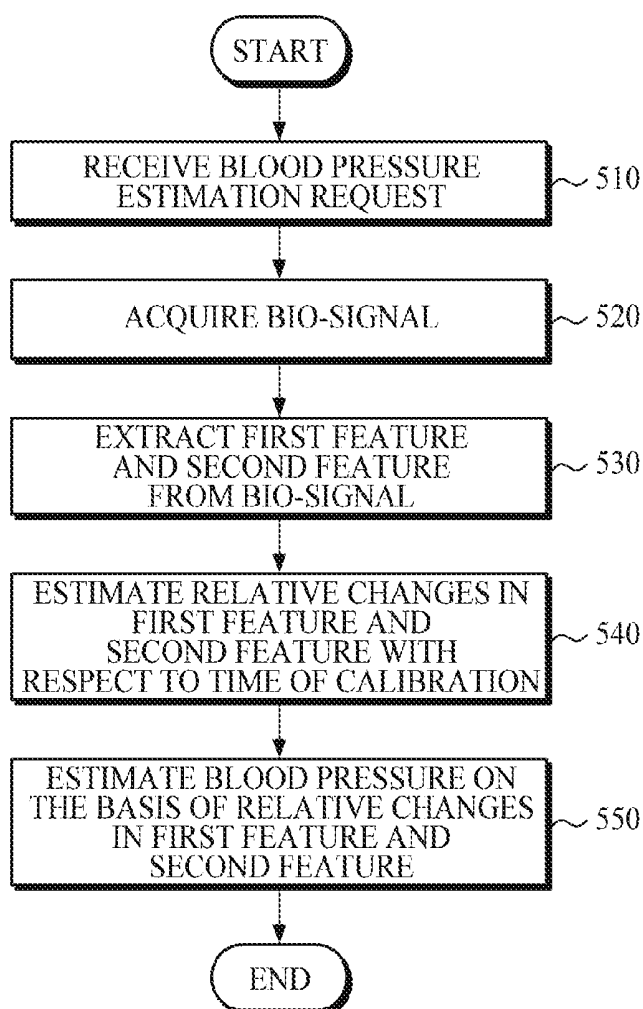 START
RECEIVE BLOOD PRESSURE
ESTIMATION REQUEST
510
ACQUIRE BIO-SIGNAL
520
EXTRACT FIRST FEATURE
AND SECOND FEATURE
FROM BIO-SIGNAL
530
ESTIMATE RELATIVE CHANGES IN
FIRST FEATURE AND
SECOND FEATURE WITH
RESPECT TO TIME OF CALIBRATION
540
ESTIMATE BLOOD PRESSURE ON
THE BASIS OF RELATIVE CHANGES
IN FIRST FEATURE AND
SECOND FEATURE
550
END